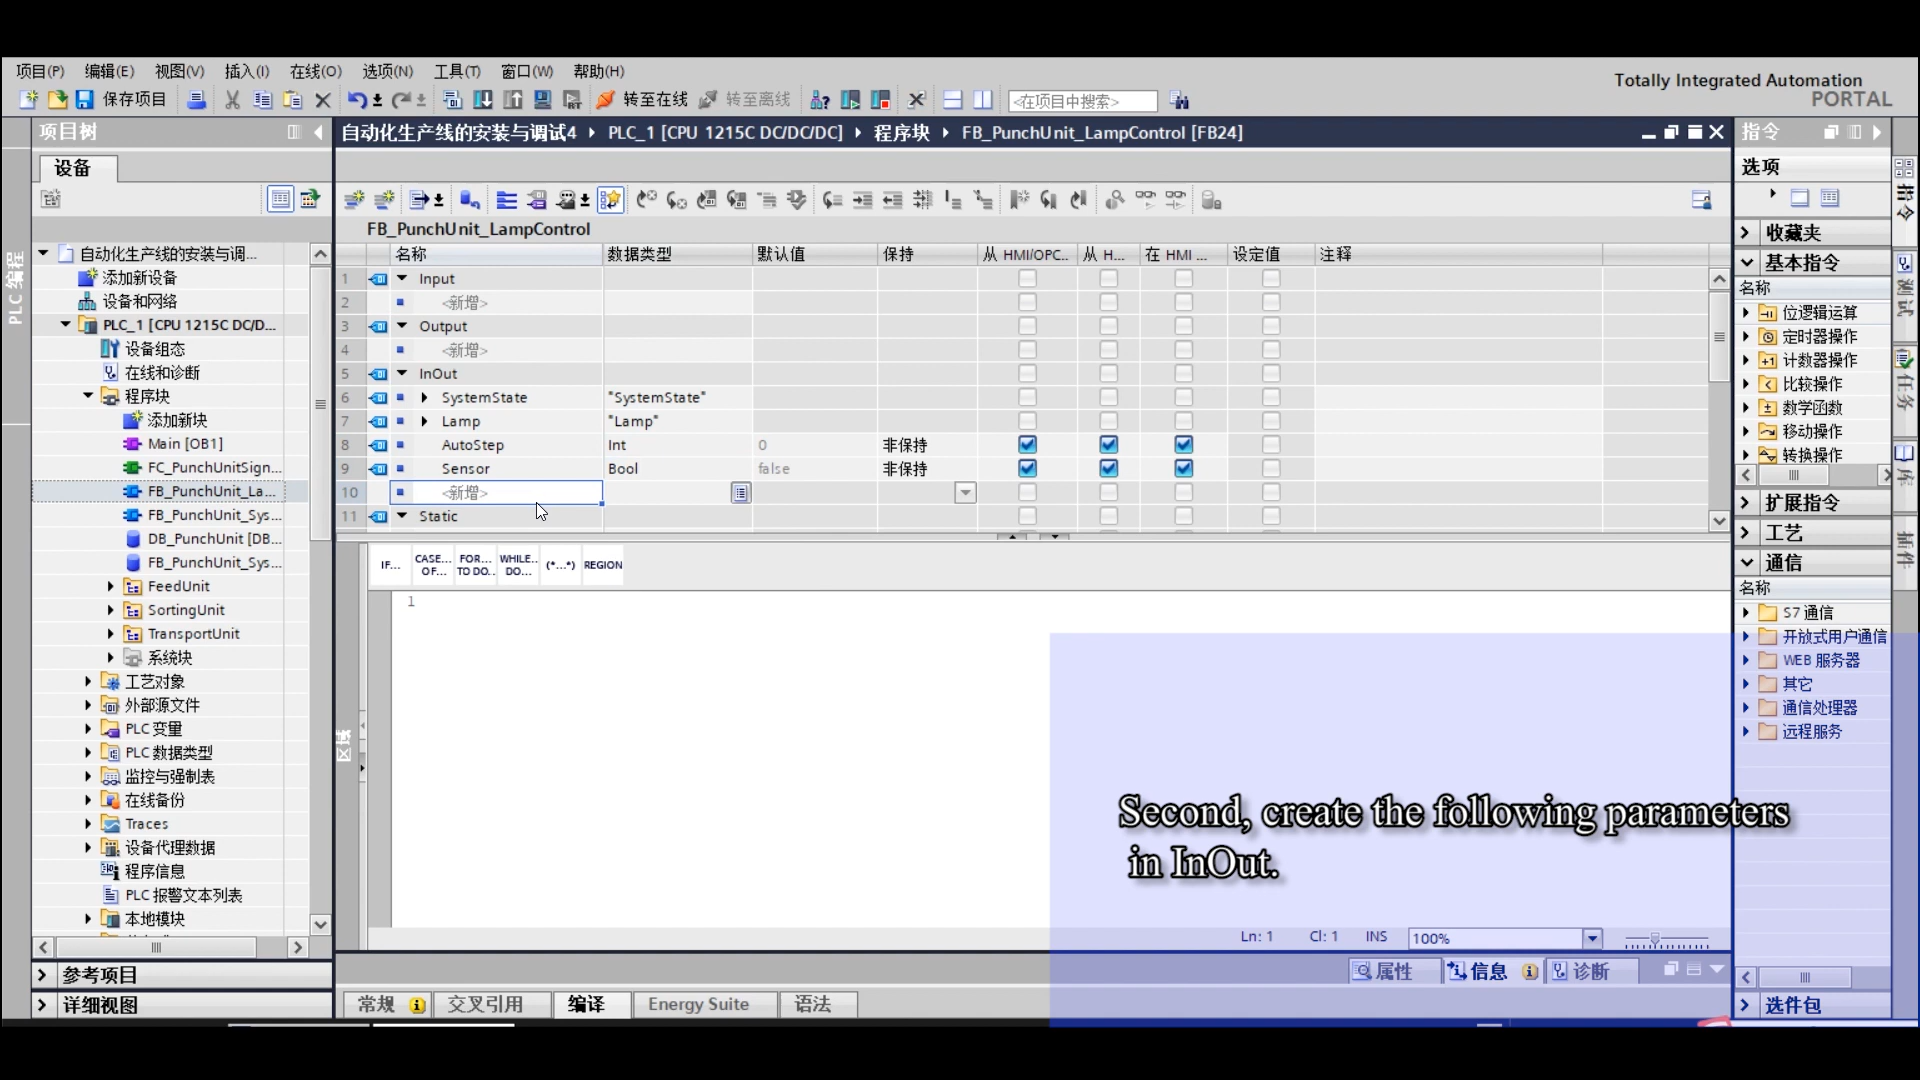 项目(P) 编辑(E) 视图(V) 插入(I) 在线(O) 选项(N) 工具(T) 窗口(W) 帮助(H)
Totally Integrated Automation
PORTAL
保存项目 转至在线 转至离线 <在项目中搜索>
项目树
自动化生产线的安装与调试4 PLC_1 [CPU 1215C DC/DC/DC] 程序块 FB_PunchUnit_LampControl [FB24]
指令
设备
选项
PLC 编程
FB_PunchUnit_LampControl
名称 数据类型 默认值 保持 从 HMI/OPC.. 从 H... 在 HMI ... 设定值 注释
1 Input
2 <新增>
3 Output
4 <新增>
5 InOut
6 SystemState "SystemState"
7 Lamp "Lamp"
8 AutoStep Int 0 非保持
9 Sensor Bool false 非保持
10 <新增>
11 Static
自动化生产线的安装与调...
添加新设备
设备和网络
PLC_1 [CPU 1215C DC/D...
设备组态
在线和诊断
程序块
添加新块
Main [OB1]
FC_PunchUnitSign...
FB_PunchUnit_La...
FB_PunchUnit_Sys...
DB_PunchUnit [DB...
FB_PunchUnit_Sys...
FeedUnit
SortingUnit
TransportUnit
系统块
工艺对象
外部源文件
PLC 变量
PLC 数据类型
监控与强制表
在线备份
Traces
设备代理数据
程序信息
PLC 报警文本列表
本地模块
参考项目
详细视图
IF... CASE... OF... FOR... TO DO.. WHILE.. DO... (*...*) REGION
1
区域
Second, create the following parameters
in InOut.
Ln: 1 Cl: 1 INS 100%
属性 信息 诊断
常规 交叉引用 编译 Energy Suite 语法
收藏夹
基本指令
名称
位逻辑运算
定时器操作
计数器操作
比较操作
数学函数
移动操作
转换操作
扩展指令
工艺
通信
名称
S7 通信
开放式用户通信
WEB 服务器
其它
通信处理器
远程服务
选件包
指令
测试
任务
库
插件